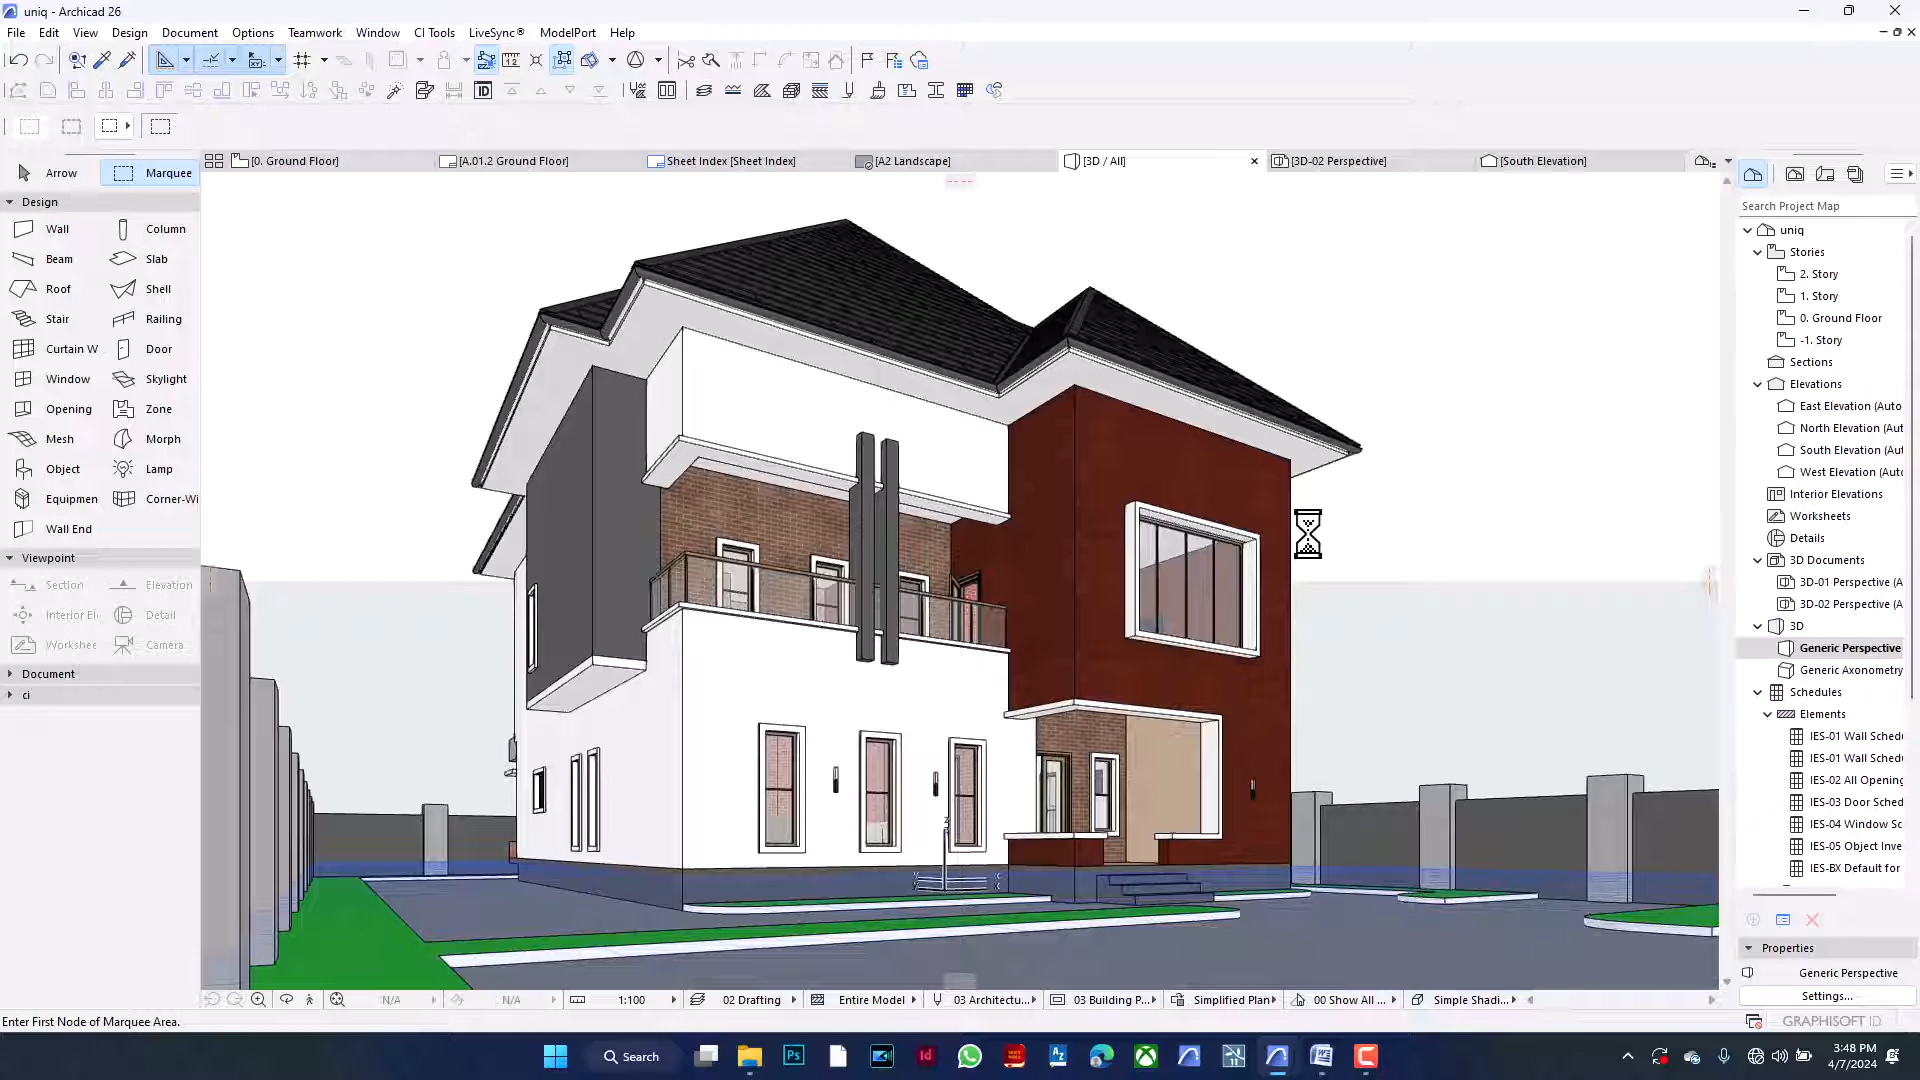 uniq - Archicad 26
File Edit View Design Document Options Teamwork Window CI Tools LiveSync® ModelPort Help
[0. Ground Floor] [A.01.2 Ground Floor] Sheet Index [Sheet Index] [A2 Landscape] [3D / All] [3D-02 Perspective] [South Elevation]
Arrow Marquee
Design
Wall Column
Beam Slab
Roof Shell
Stair Railing
Curtain W Door
Window Skylight
Opening Zone
Mesh Morph
Object Lamp
Equipmen Corner-Wi
Wall End
Viewpoint
Section Elevation
Interior El Detail
Workshee Camera
Document
ci
Search Project Map
uniq
Stories
2. Story
1. Story
0. Ground Floor
-1. Story
Sections
Elevations
East Elevation (Auto
North Elevation (Aut
South Elevation (Aut
West Elevation (Auto
Interior Elevations
Worksheets
Details
3D Documents
3D-01 Perspective (A
3D-02 Perspective (A
3D
Generic Perspective
Generic Axonometry
Schedules
Elements
IES-01 Wall Schedu
IES-01 Wall Schedu
IES-02 All Opening
IES-03 Door Sched
IES-04 Window Sc
IES-05 Object Inve
IES-BX Default for
Properties
Generic Perspective
Settings...
N/A N/A 1:100 02 Drafting Entire Model 03 Architectu... 03 Building P... Simplified Plan 00 Show All ... Simple Shadi...
Enter First Node of Marquee Area.
GRAPHISOFT ID
Search
3:48 PM
4/7/2024